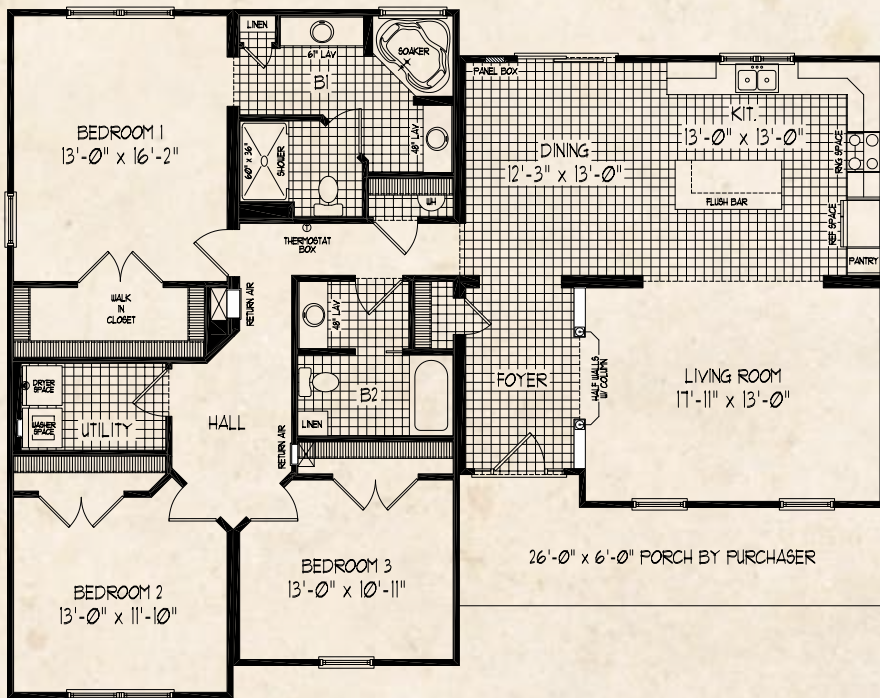 LINEN
6' LAV
SOAKER
B1
PANEL BOX
BEDROOM 1
13'-0" x 16'-2"
48" LAV
60" x 36"
SHOWER
WH
DINING
12'-3" x 13'-0"
KIT.
13'-0" x 13'-0"
RNG SPACE
FLUSH BAR
REF SPACE
PANTRY
T
THERMOSTAT
BOX
RETURN AIR
WALK
IN
CLOSET
48" LAV
DRYER
SPACE
WASHER
SPACE
UTILITY
HALL
B2
LINEN
FOYER
HALF WALLS
W/ COLUMN
LIVING ROOM
17'-11" x 13'-0"
RETURN AIR
BEDROOM 2
13'-0" x 11'-10"
BEDROOM 3
13'-0" x 10'-11"
26'-0" x 6'-0" PORCH BY PURCHASER